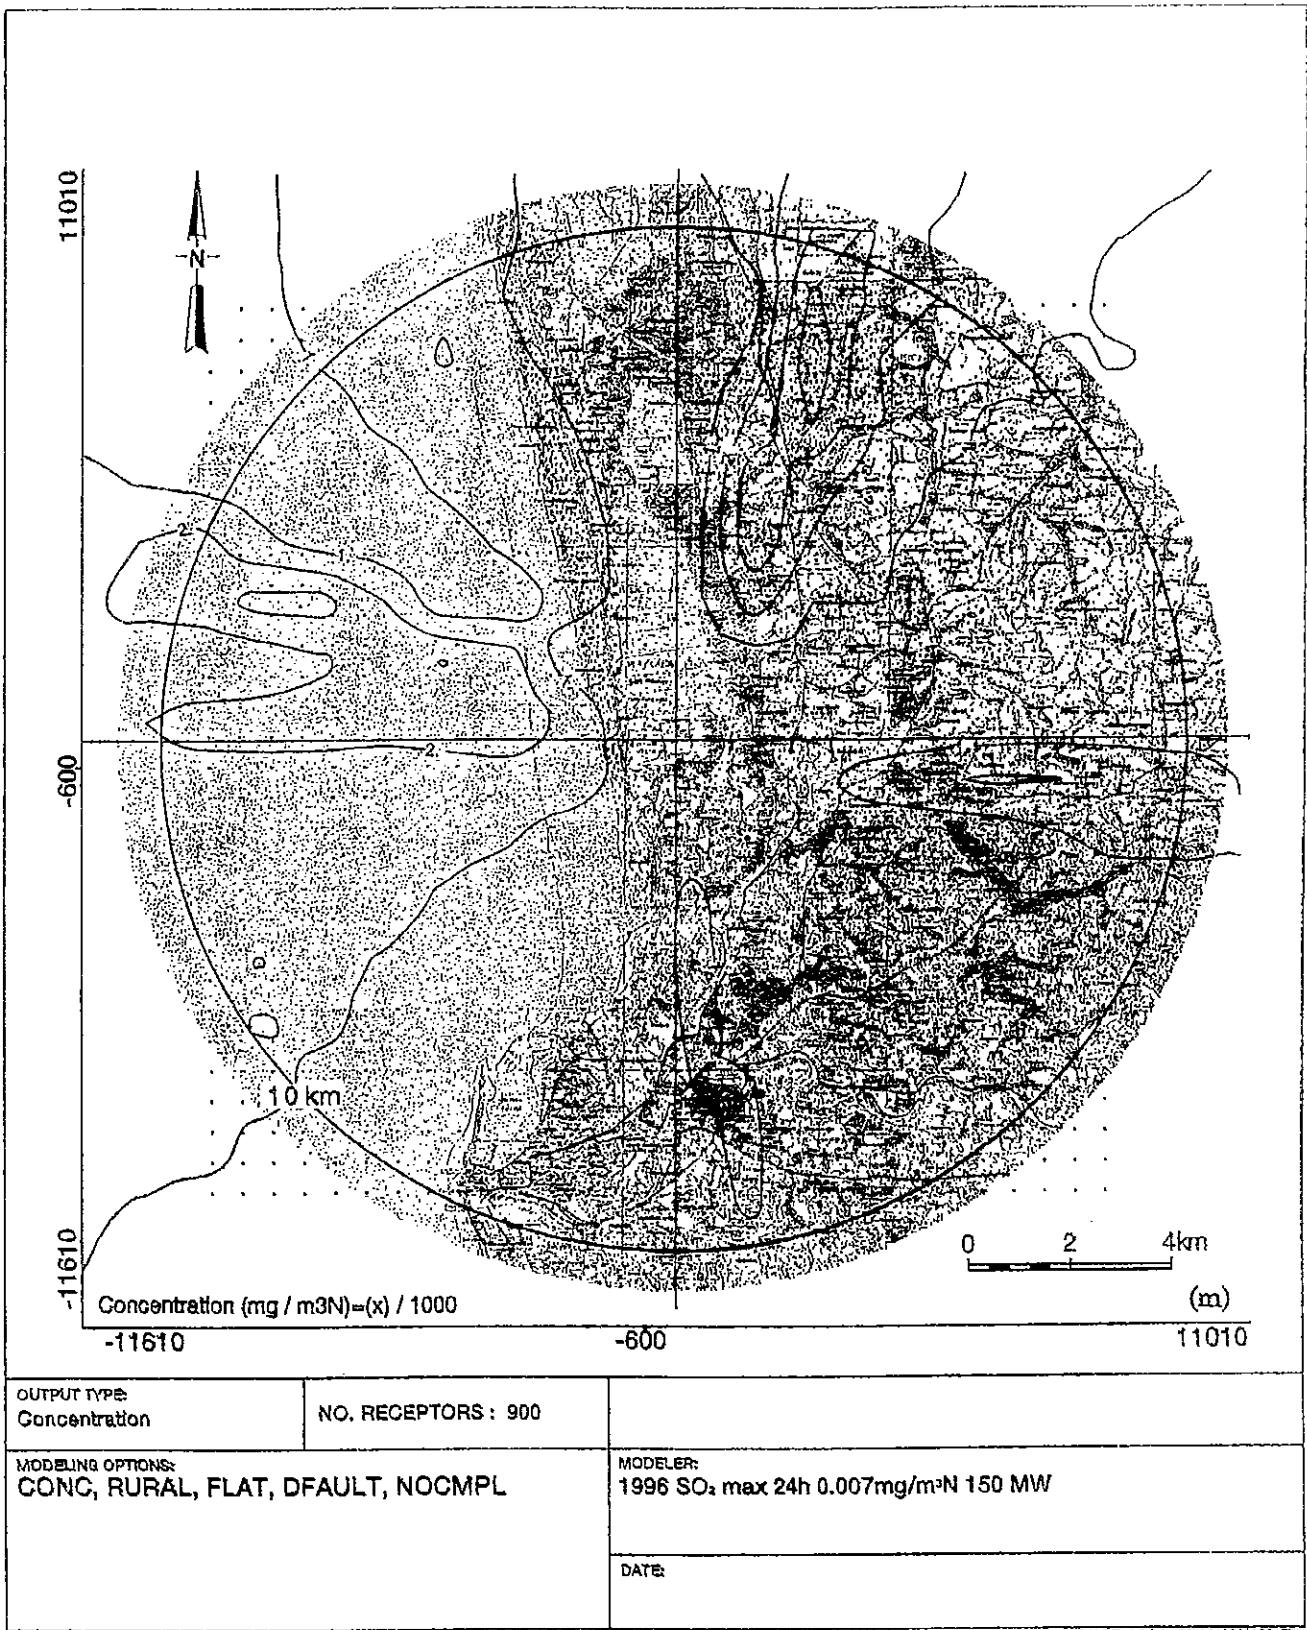 11010
N
2
1
2
-600
10 km
-11610
0 2 4km
Concentration (mg / m3N)=(x) / 1000
(m)
-11610 -600 11010
OUTPUT TYPE:
Concentration
NO. RECEPTORS : 900
MODELING OPTIONS:
CONC, RURAL, FLAT, DFAULT, NOCMPL
MODELER:
1996 SO₂ max 24h 0.007mg/m³N 150 MW
DATE: